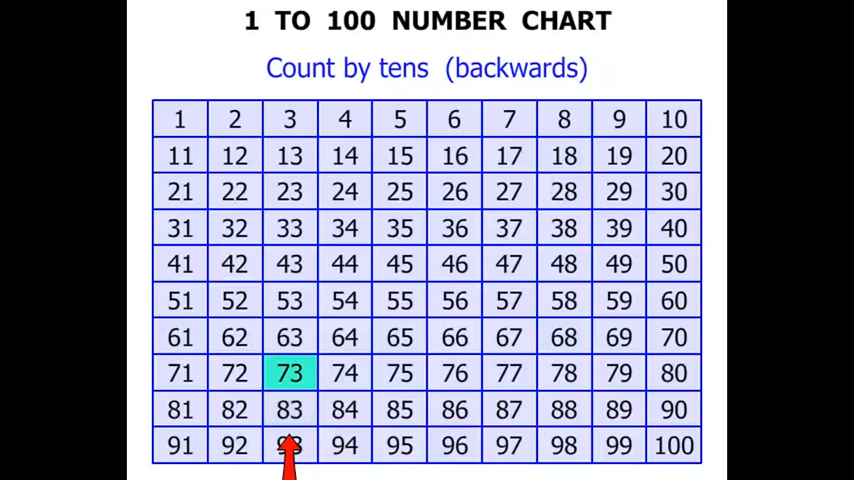 1 TO 100 NUMBER CHART
Count by tens (backwards)
1 2 3 4 5 6 7 8 9 10
11 12 13 14 15 16 17 18 19 20
21 22 23 24 25 26 27 28 29 30
31 32 33 34 35 36 37 38 39 40
41 42 43 44 45 46 47 48 49 50
51 52 53 54 55 56 57 58 59 60
61 62 63 64 65 66 67 68 69 70
71 72 73 74 75 76 77 78 79 80
81 82 83 84 85 86 87 88 89 90
91 92 93 94 95 96 97 98 99 100